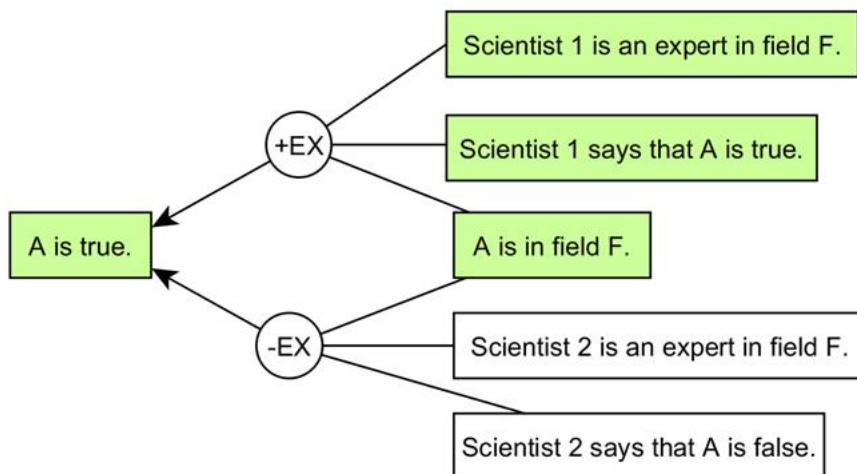 Scientist 1 is an expert in field F.
+EX
Scientist 1 says that A is true.
A is true.
A is in field F.
-EX
Scientist 2 is an expert in field F.
Scientist 2 says that A is false.